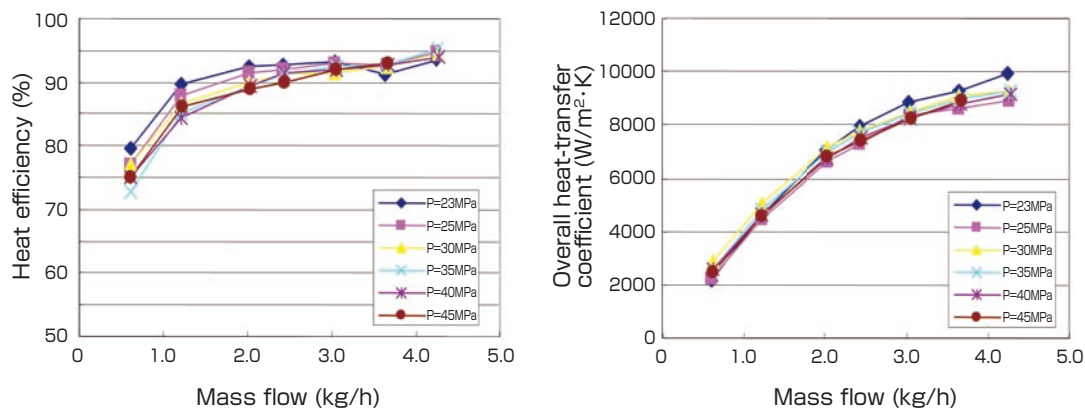 100
90
80
70
60
50
Heat efficiency (%)
P=23MPa
P=25MPa
P=30MPa
P=35MPa
P=40MPa
P=45MPa
0 1.0 2.0 3.0 4.0 5.0
Mass flow (kg/h)
12000
10000
8000
6000
4000
2000
0
Overall heat-transfer
coefficient (W/m²·K)
P=23MPa
P=25MPa
P=30MPa
P=35MPa
P=40MPa
P=45MPa
0 1.0 2.0 3.0 4.0 5.0
Mass flow (kg/h)